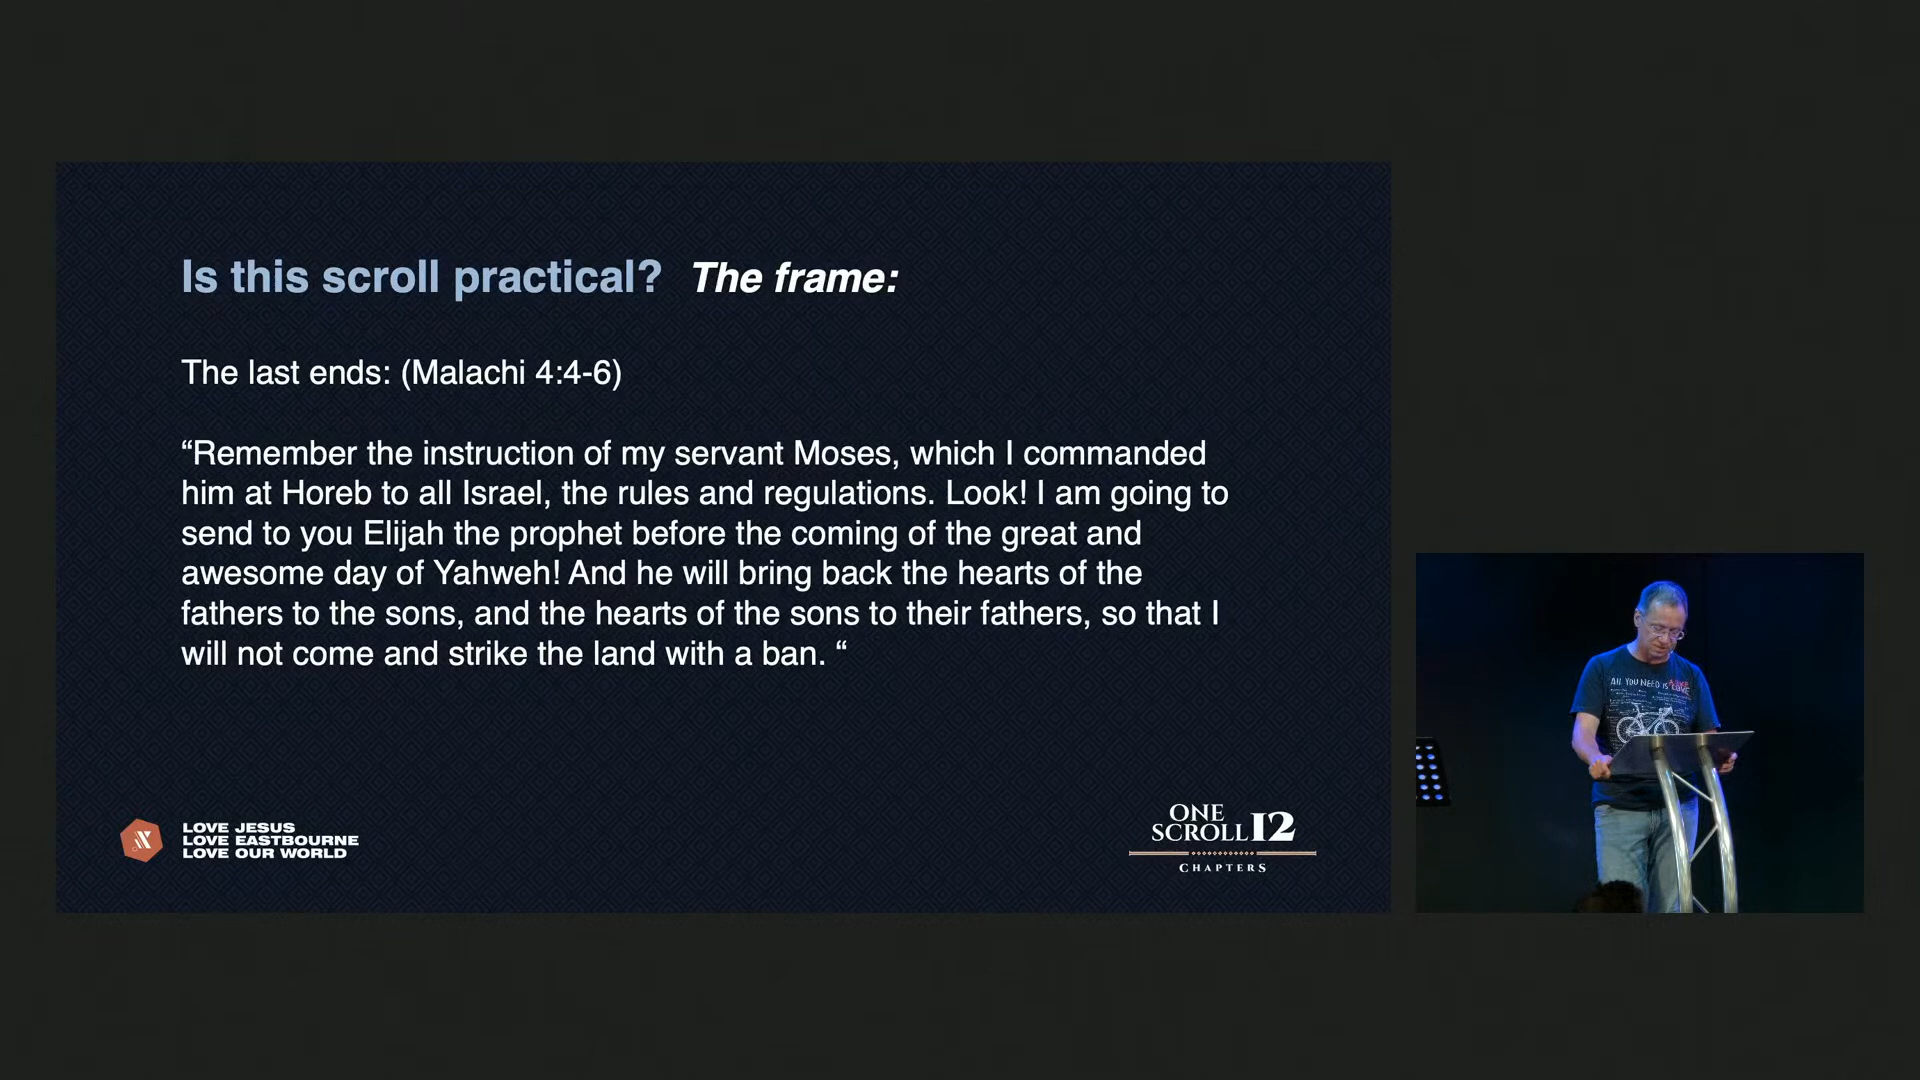 Is this scroll practical? The frame:
The last ends: (Malachi 4:4-6)
“Remember the instruction of my servant Moses, which I commanded
him at Horeb to all Israel, the rules and regulations. Look! I am going to
send to you Elijah the prophet before the coming of the great and
awesome day of Yahweh! And he will bring back the hearts of the
fathers to the sons, and the hearts of the sons to their fathers, so that I
will not come and strike the land with a ban. “
LOVE JESUS
LOVE EASTBOURNE
LOVE OUR WORLD
ONE
SCROLL 12
CHAPTERS
ALL YOU NEED IS